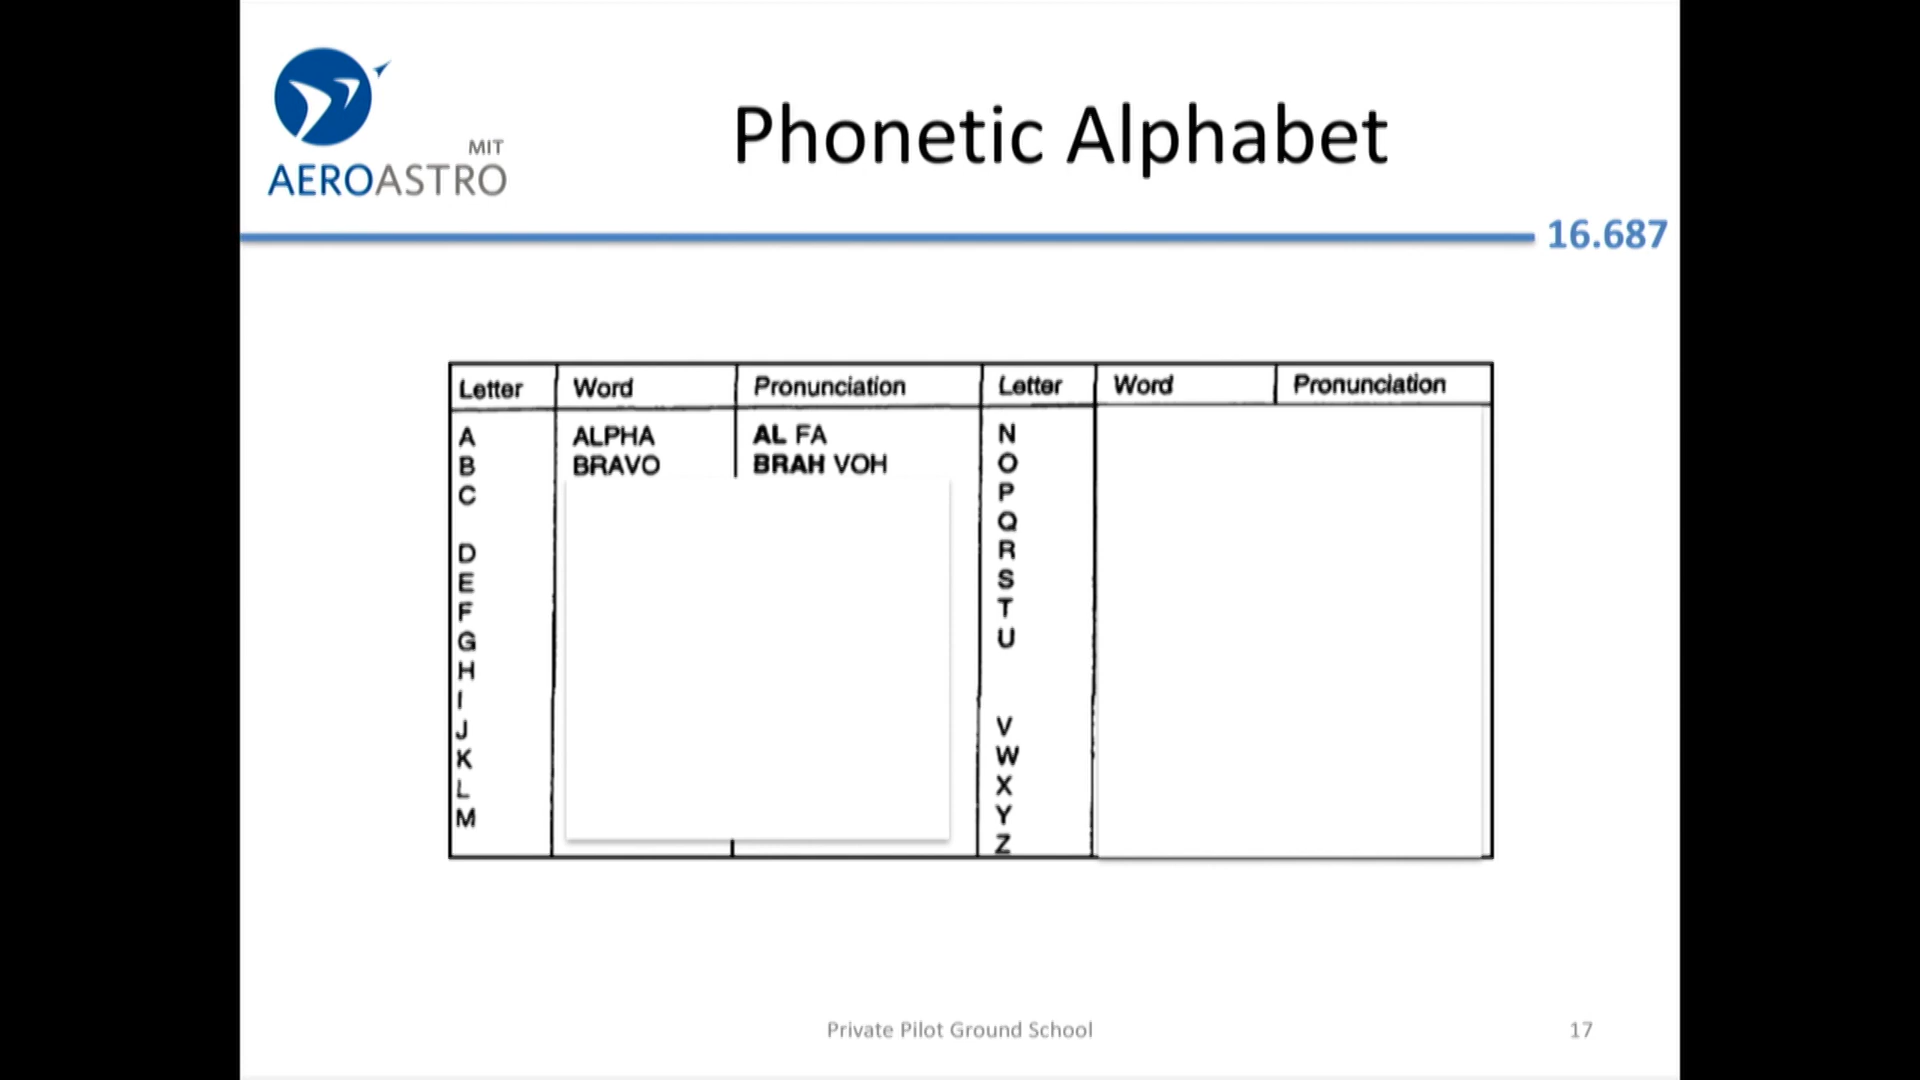 MIT
AEROASTRO
Phonetic Alphabet
16.687
Letter Word Pronunciation Letter Word Pronunciation
A ALPHA AL FA N
B BRAVO BRAH VOH O
C P
Q
D R
E S
F T
G U
H
I
J V
K W
L X
M Y
Z
Private Pilot Ground School 17